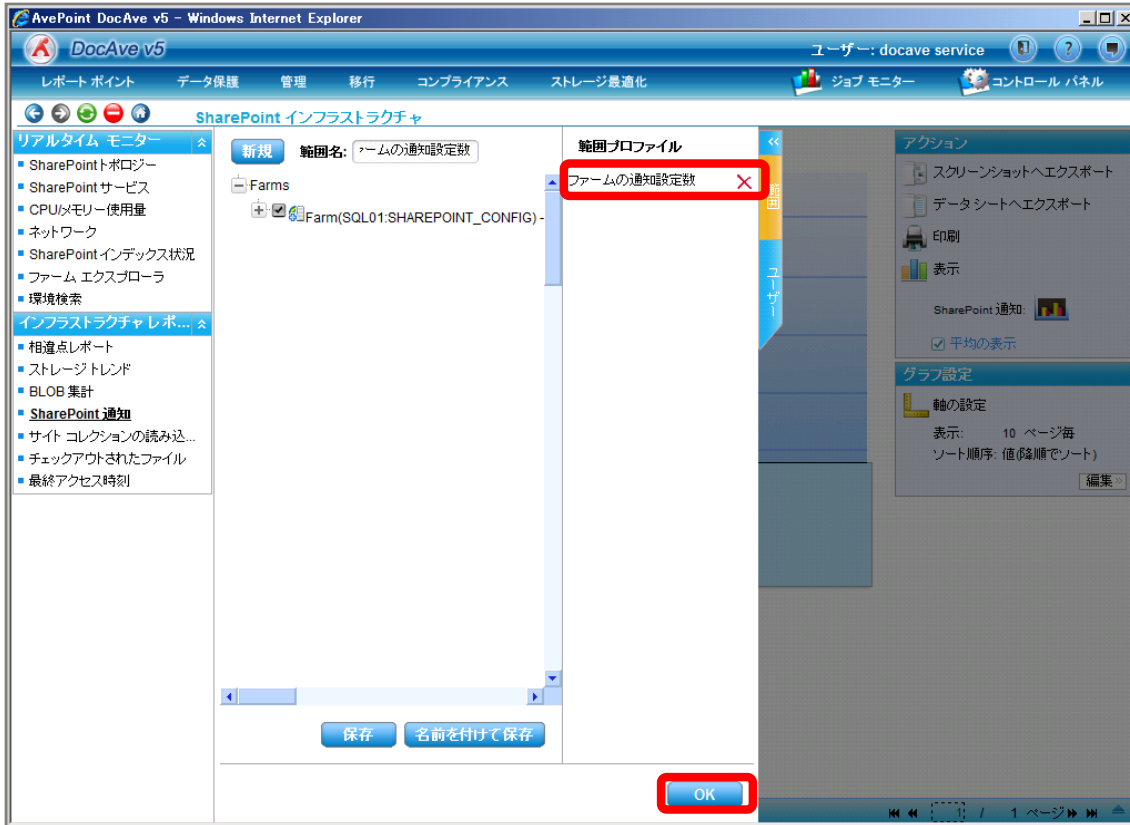 AvePoint DocAve v5 - Windows Internet Explorer
DocAve v5
ユーザー: docave service
レポート ポイント データ保護 管理 移行 コンプライアンス ストレージ最適化 ジョブ モニター コントロール パネル
SharePoint インフラストラクチャ
リアルタイム モニター
SharePointトポロジー
SharePoint サービス
CPU/メモリー使用量
ネットワーク
SharePoint インデックス状況
ファーム エクスプローラ
環境検索
インフラストラクチャ レポ...
相違点レポート
ストレージ トレンド
BLOB 集計
SharePoint 通知
サイト コレクションの読み込...
チェックアウトされたファイル
最終アクセス時刻
新規 範囲名: ァームの通知設定数
Farms
Farm(SQL01:SHAREPOINT_CONFIG) -
保存 名前を付けて保存
範囲プロファイル
ファームの通知設定数
OK
範囲
ユーザー
アクション
スクリーンショットへエクスポート
データ シートへエクスポート
印刷
表示
SharePoint 通知:
平均の表示
グラフ設定
軸の設定
表示: 10 ページ毎
ソート順序: 値(降順でソート)
編集
1 / 1 ページ